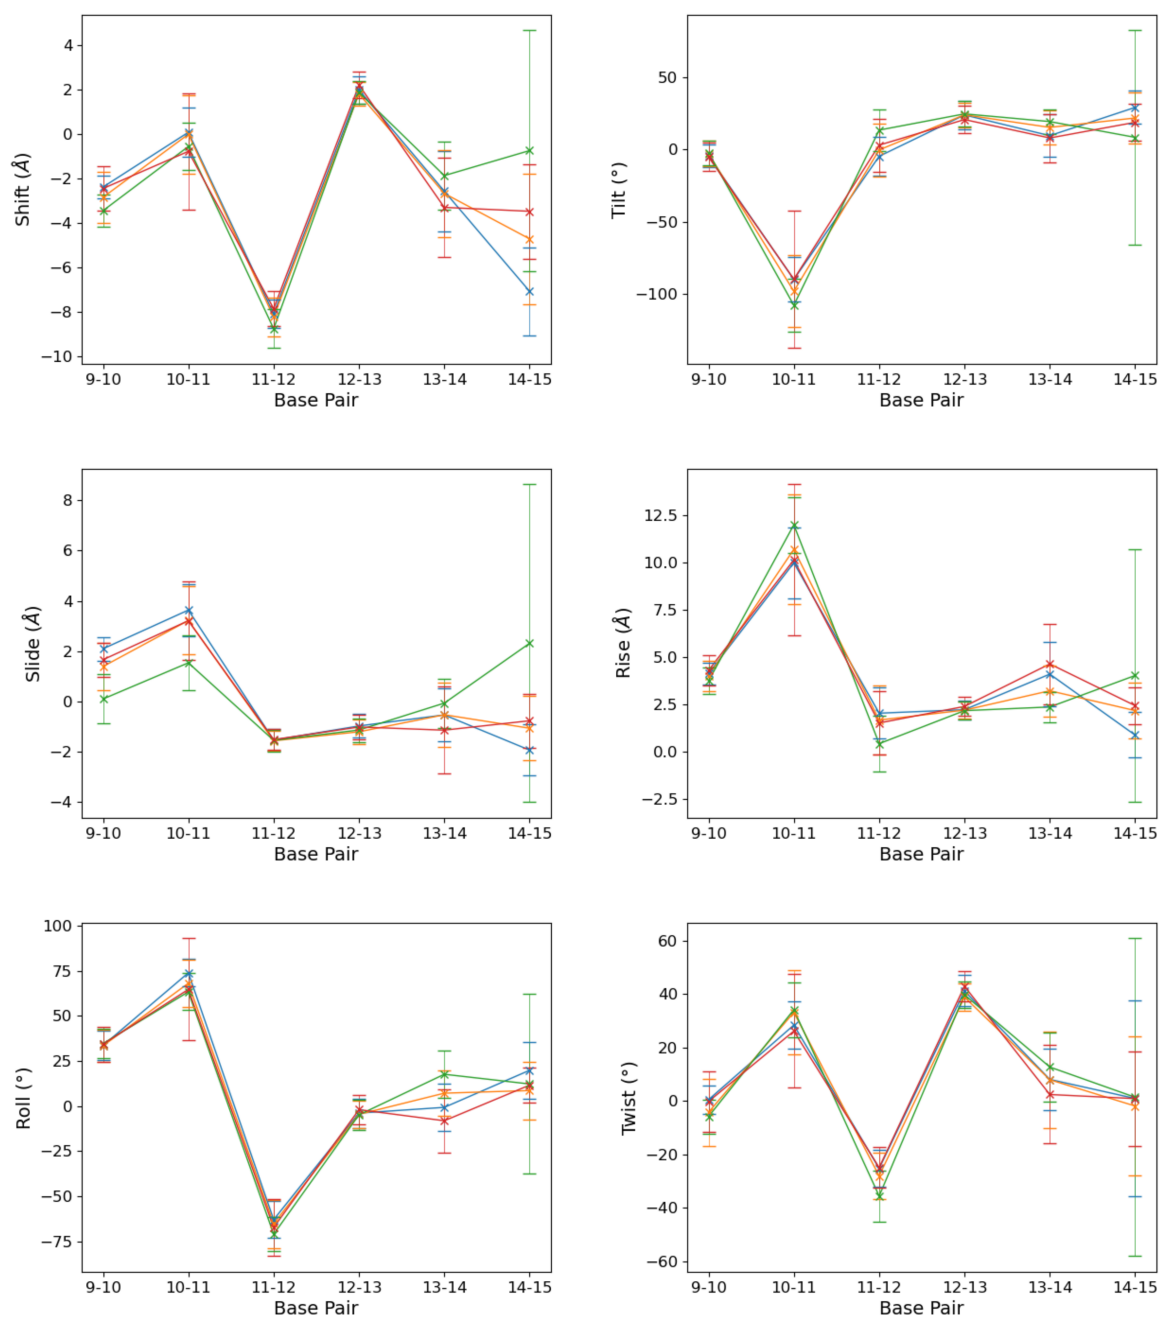 Shift (Å)
4
2
0
−2
−4
−6
−8
−10
9-10 10-11 11-12 12-13 13-14 14-15
Base Pair
Tilt (°)
50
0
−50
−100
9-10 10-11 11-12 12-13 13-14 14-15
Base Pair
Slide (Å)
8
6
4
2
0
−2
−4
9-10 10-11 11-12 12-13 13-14 14-15
Base Pair
Rise (Å)
12.5
10.0
7.5
5.0
2.5
0.0
−2.5
9-10 10-11 11-12 12-13 13-14 14-15
Base Pair
Roll (°)
100
75
50
25
0
−25
−50
−75
9-10 10-11 11-12 12-13 13-14 14-15
Base Pair
Twist (°)
60
40
20
0
−20
−40
−60
9-10 10-11 11-12 12-13 13-14 14-15
Base Pair